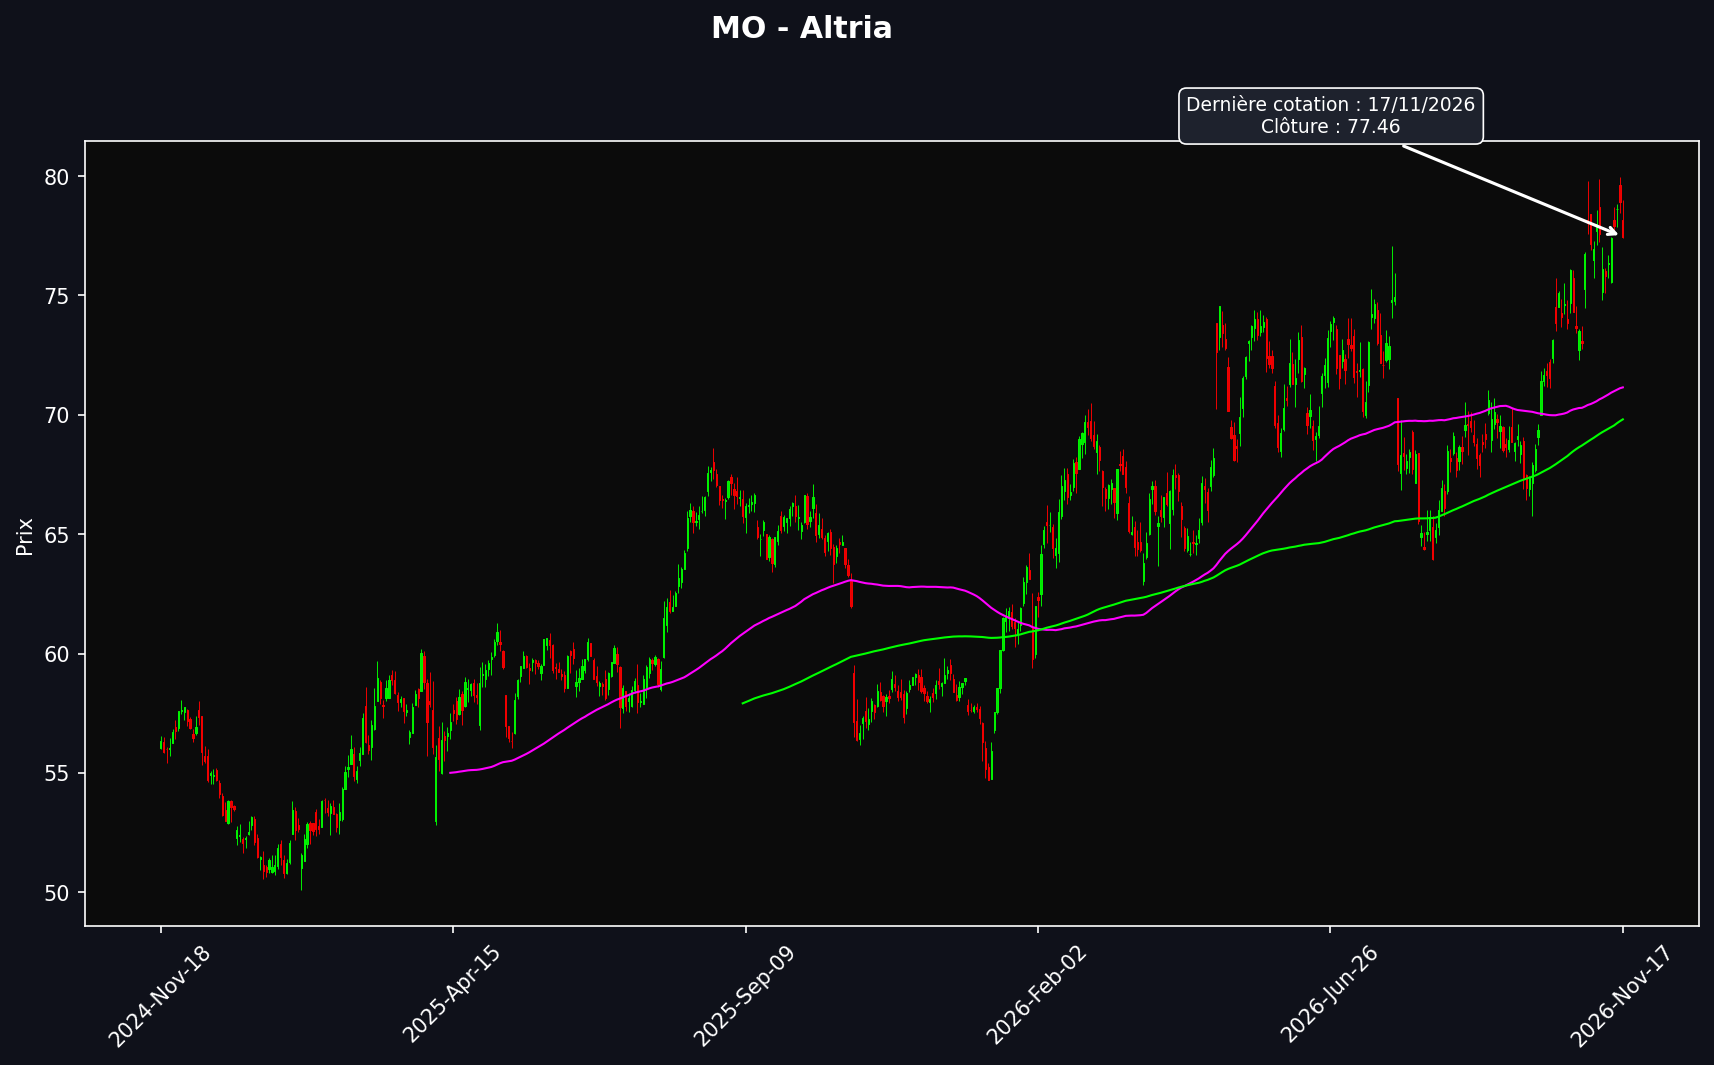 MO - Altria
Dernière cotation : 17/11/2026
Clôture : 77.46
Prix
80
75
70
65
60
55
50
2024-Nov-18
2025-Apr-15
2025-Sep-09
2026-Feb-02
2026-Jun-26
2026-Nov-17